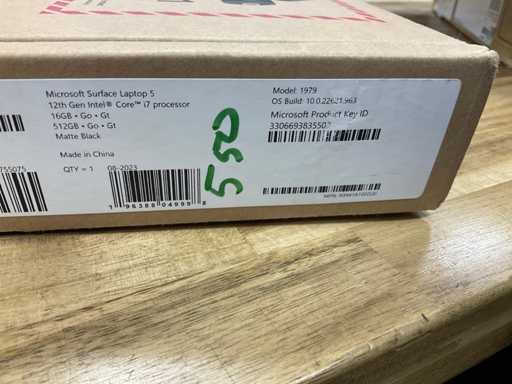 Microsoft Surface Laptop 5
12th Gen Intel® Core™ i7 processor
16GB • Go • Gt
512GB • Go • Gt
Matte Black
Made in China
755075
QTY = 1 08-2023
550
Model: 1979
OS Build: 10.0.22621.963
Microsoft Product Key ID
3306693835502